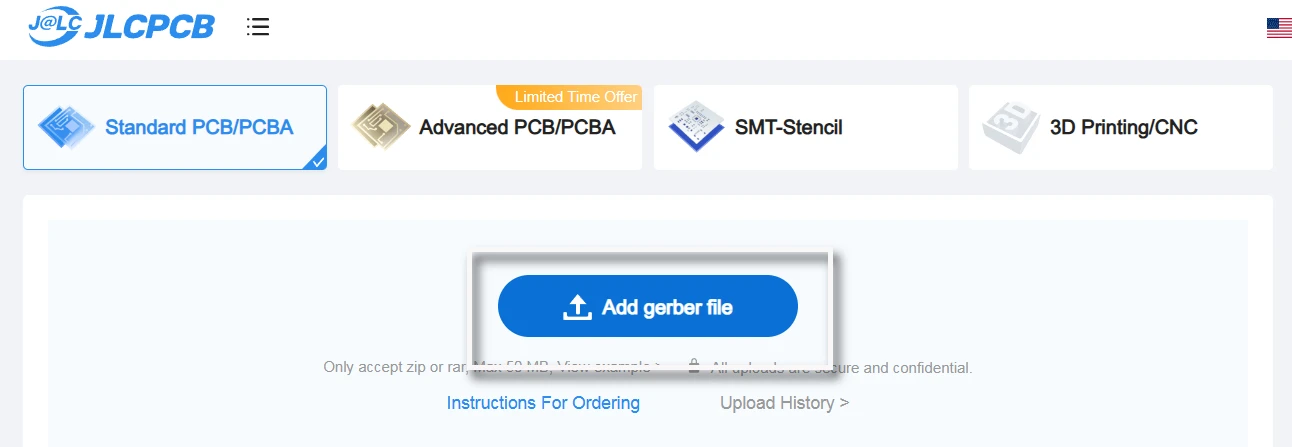 J@LC JLCPCB
Limited Time Offer
Standard PCB/PCBA
Advanced PCB/PCBA
SMT-Stencil
3D Printing/CNC
3D
Add gerber file
Only accept zip or rar, Max 50 MB, View example > All uploads are secure and confidential.
Instructions For Ordering
Upload History >